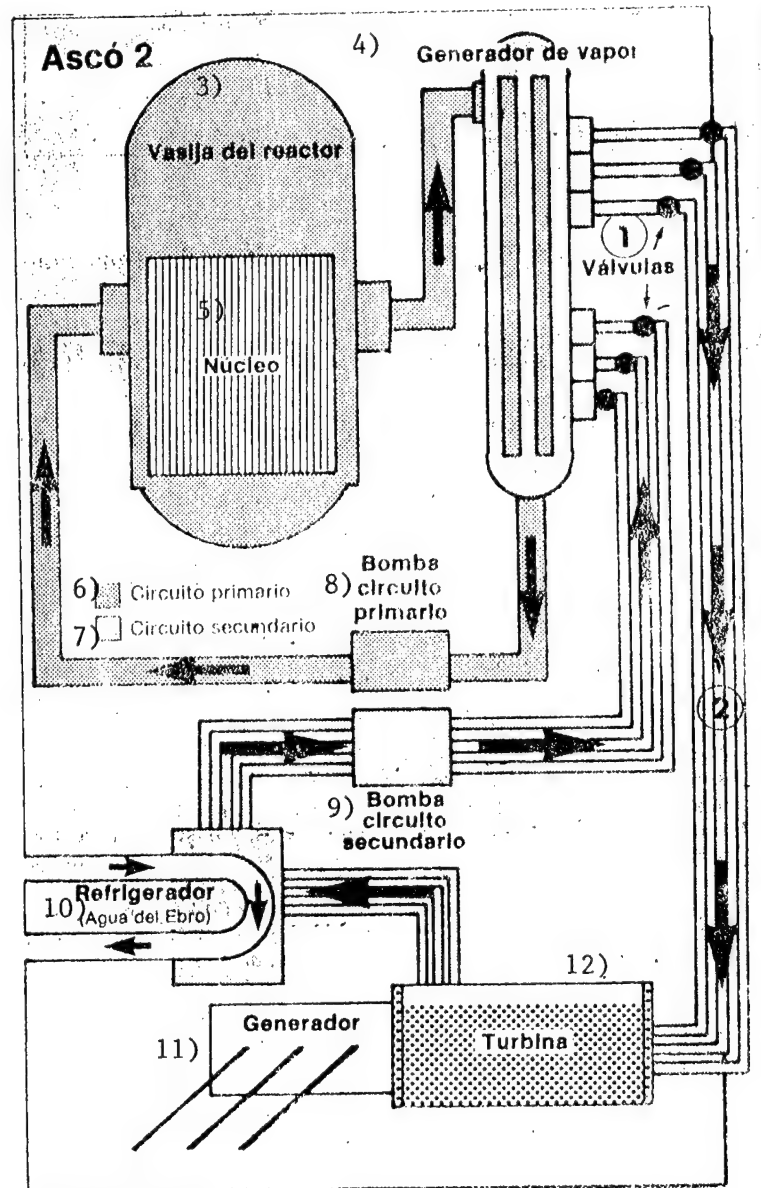 Ascó 2
4)
Generador de vapor
3)
Vasija del reactor
1
Válvulas
5)
Núcleo
6) Circuito primario
7) Circuito secundario
8) Bomba
circuito
primario
2
9) Bomba
circuito
secundario
10) Refrigerador
(Agua del Ebro)
12)
11) Generador
Turbina